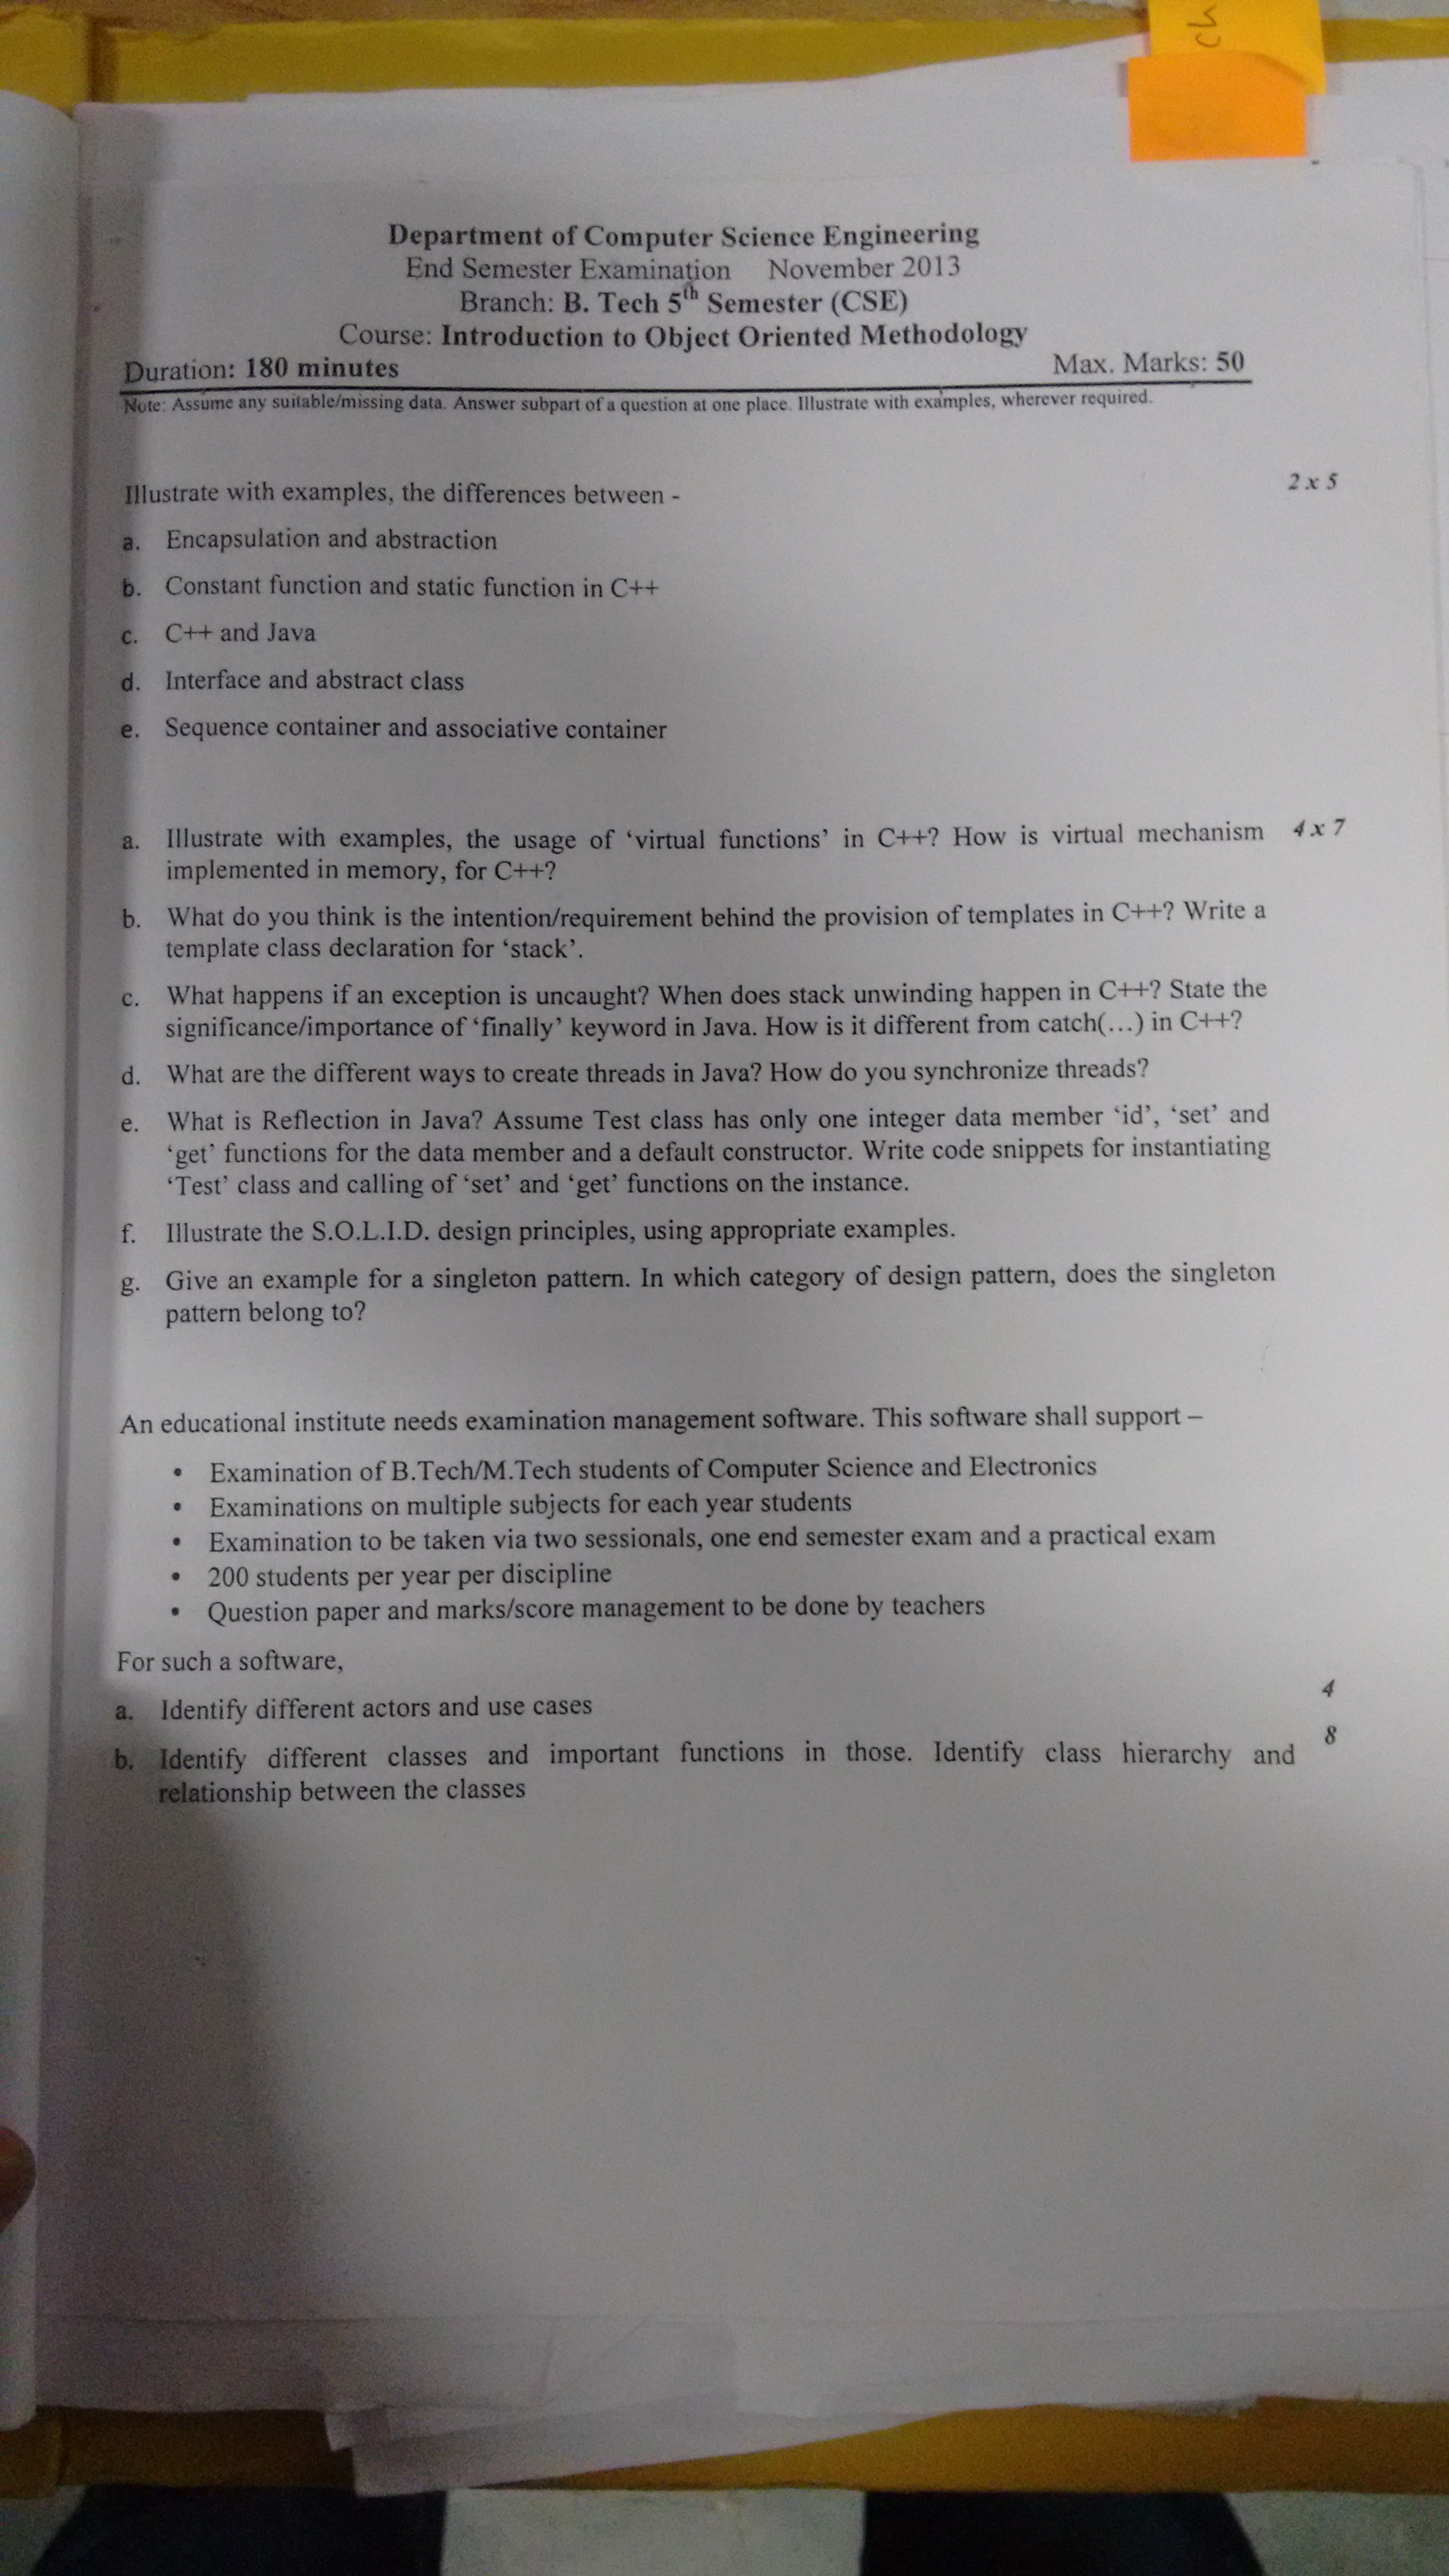 ch
Department of Computer Science Engineering
End Semester Examination November 2013
Branch: B. Tech 5th Semester (CSE)
Course: Introduction to Object Oriented Methodology
Duration: 180 minutes Max. Marks: 50
Note: Assume any suitable/missing data. Answer subpart of a question at one place. Illustrate with examples, wherever required.
Illustrate with examples, the differences between - 2 x 5
a. Encapsulation and abstraction
b. Constant function and static function in C++
c. C++ and Java
d. Interface and abstract class
e. Sequence container and associative container
a. Illustrate with examples, the usage of ‘virtual functions’ in C++? How is virtual mechanism 4 x 7
implemented in memory, for C++?
b. What do you think is the intention/requirement behind the provision of templates in C++? Write a
template class declaration for ‘stack’.
c. What happens if an exception is uncaught? When does stack unwinding happen in C++? State the
significance/importance of ‘finally’ keyword in Java. How is it different from catch(…) in C++?
d. What are the different ways to create threads in Java? How do you synchronize threads?
e. What is Reflection in Java? Assume Test class has only one integer data member ‘id’, ‘set’ and
‘get’ functions for the data member and a default constructor. Write code snippets for instantiating
‘Test’ class and calling of ‘set’ and ‘get’ functions on the instance.
f. Illustrate the S.O.L.I.D. design principles, using appropriate examples.
g. Give an example for a singleton pattern. In which category of design pattern, does the singleton
pattern belong to?
An educational institute needs examination management software. This software shall support –
• Examination of B.Tech/M.Tech students of Computer Science and Electronics
• Examinations on multiple subjects for each year students
• Examination to be taken via two sessionals, one end semester exam and a practical exam
• 200 students per year per discipline
• Question paper and marks/score management to be done by teachers
For such a software,
a. Identify different actors and use cases 4
b. Identify different classes and important functions in those. Identify class hierarchy and 8
relationship between the classes